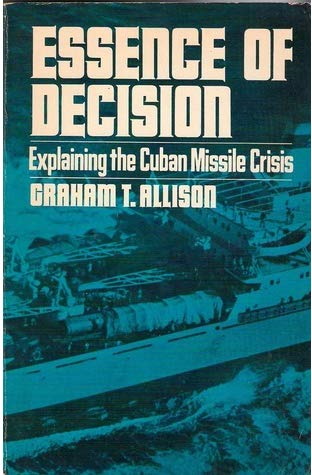 ESSENCE OF
DECISION
Explaining the Cuban Missile Crisis
GRAHAM T. ALLISON